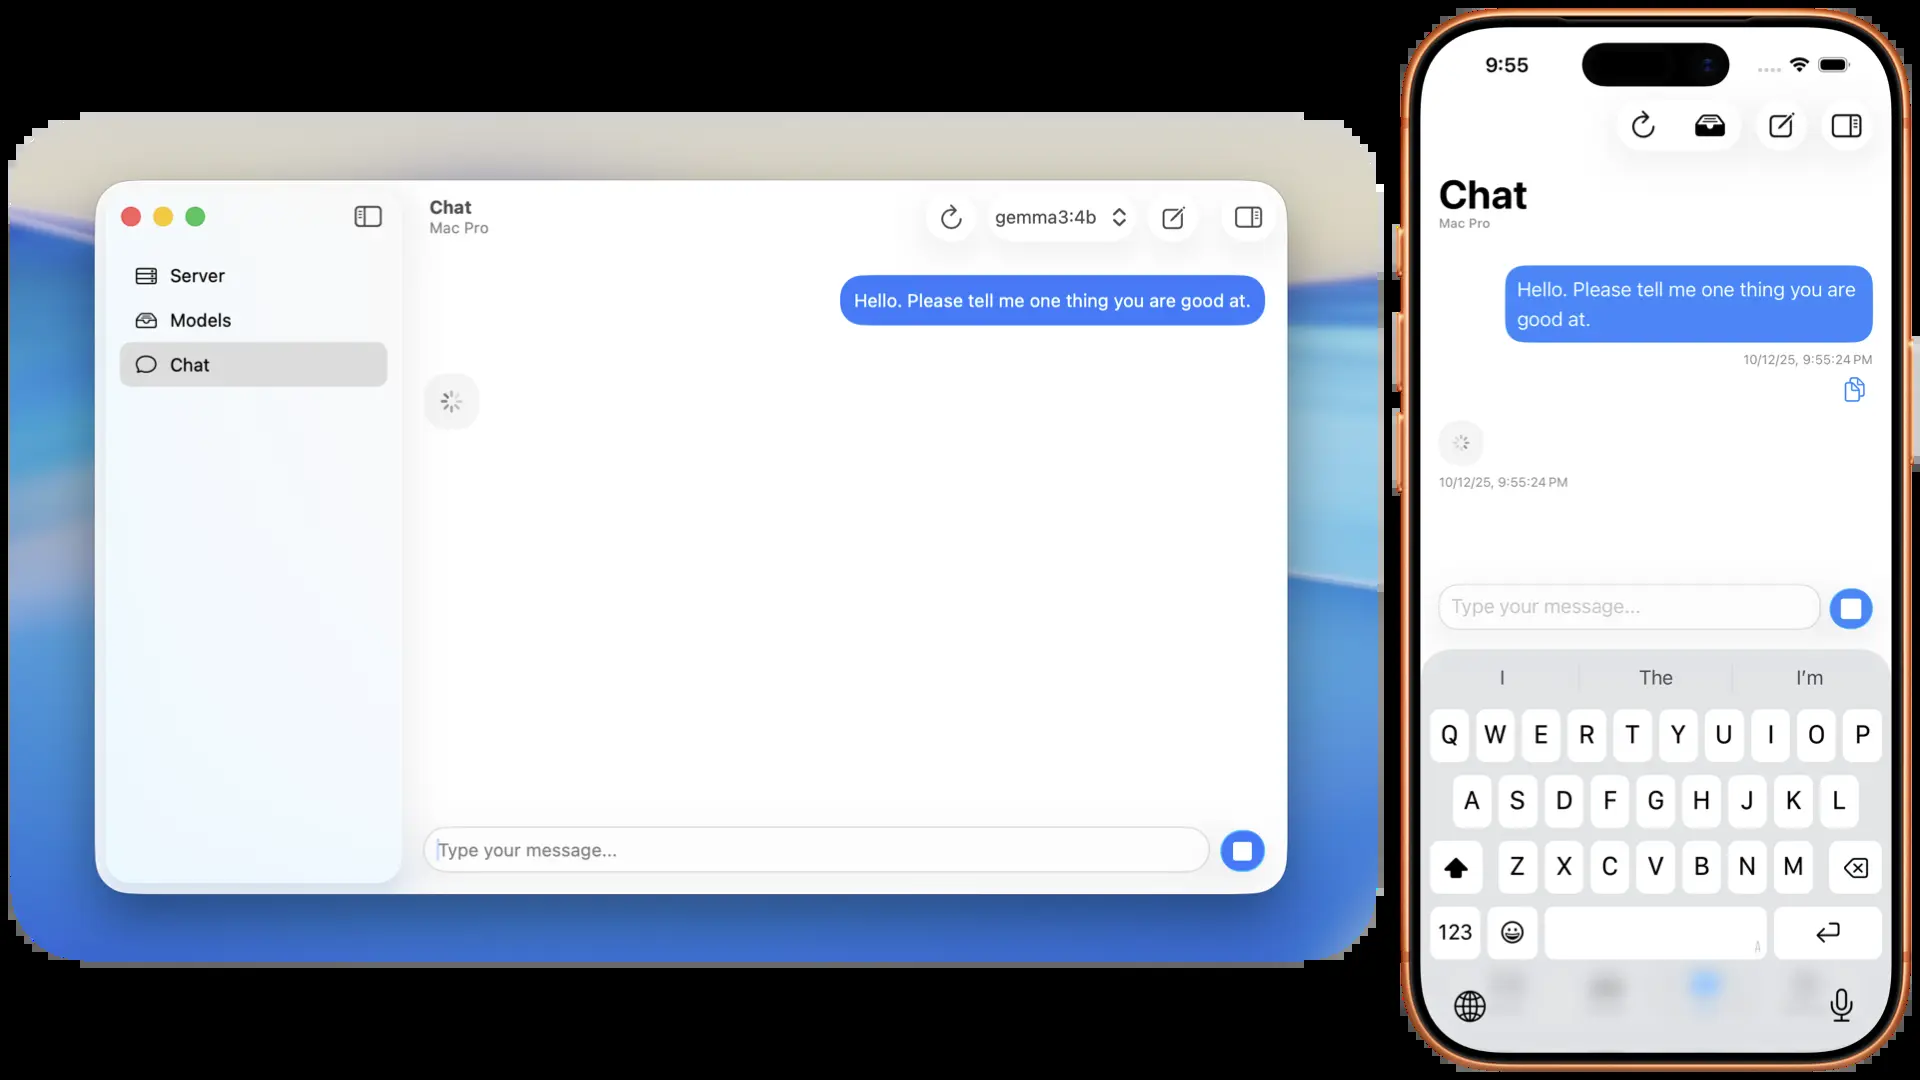 Server
Models
Chat
Chat
Mac Pro
gemma3:4b
Hello. Please tell me one thing you are good at.
Type your message...
9:55
Chat
Mac Pro
Hello. Please tell me one thing you are
good at.
10/12/25, 9:55:24 PM
10/12/25, 9:55:24 PM
Type your message...
I The I'm
Q W E R T Y U I O P
A S D F G H J K L
Z X C V B N M
123
A